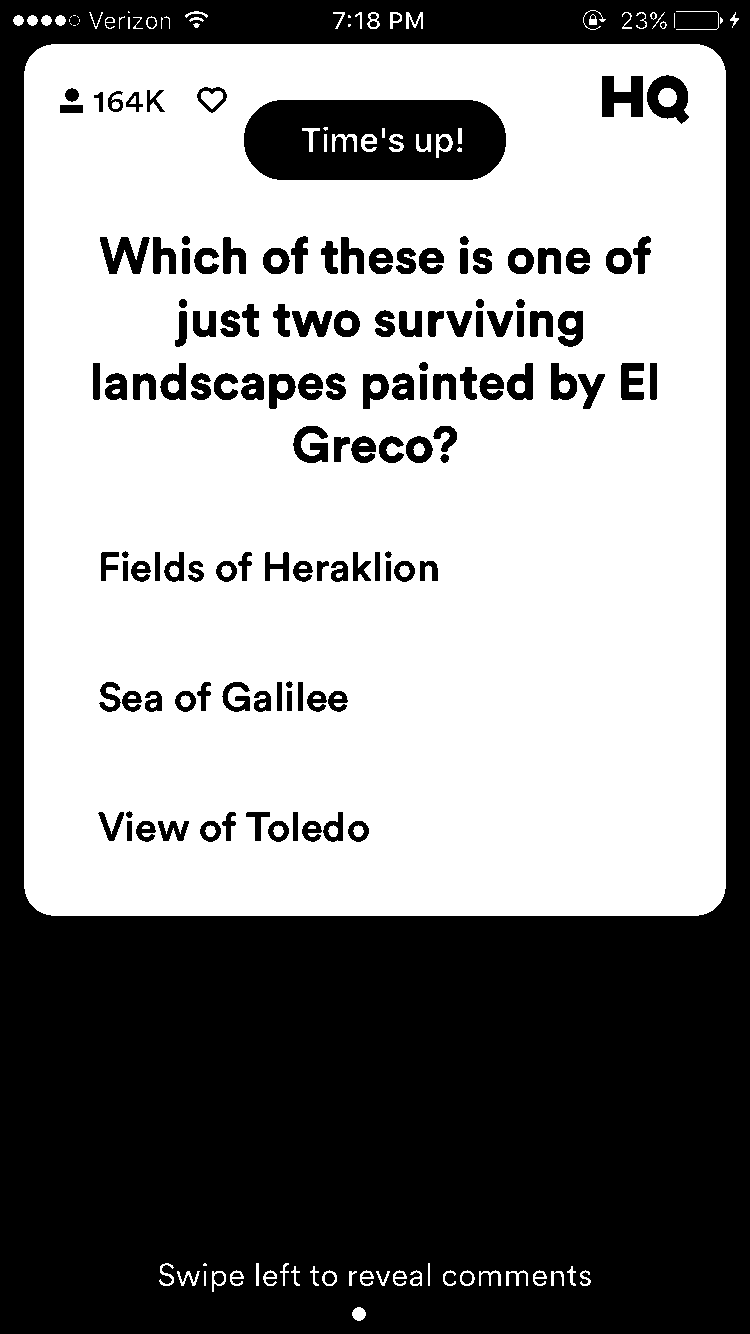 Verizon 7:18 PM 23%
164K HQ
Time's up!
Which of these is one of
just two surviving
landscapes painted by El
Greco?
Fields of Heraklion
Sea of Galilee
View of Toledo
Swipe left to reveal comments